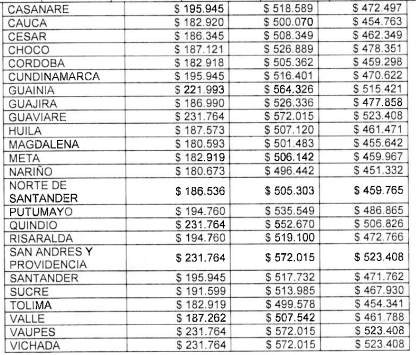 CASANARE $ 195.945 $ 518.589 $ 472.497
CAUCA $ 182.920 $ 500.070 $ 454.763
CESAR $ 186.345 $ 508.349 $ 462.349
CHOCO $ 187.121 $ 526.889 $ 478.351
CORDOBA $ 182.918 $ 505.362 $ 459.298
CUNDINAMARCA $ 195.945 $ 516.401 $ 470.622
GUAINIA $ 221.993 $ 564.326 $ 515.421
GUAJIRA $ 186.990 $ 526.336 $ 477.858
GUAVIARE $ 231.764 $ 572.015 $ 523.408
HUILA $ 187.573 $ 507.120 $ 461.471
MAGDALENA $ 180.593 $ 501.483 $ 455.642
META $ 182.919 $ 506.142 $ 459.967
NARIÑO $ 180.673 $ 496.442 $ 451.332
NORTE DE
SANTANDER $ 186.536 $ 505.303 $ 459.765
PUTUMAYO $ 194.760 $ 535.549 $ 486.865
QUINDIO $ 231.764 $ 552.670 $ 506.826
RISARALDA $ 194.760 $ 519.100 $ 472.766
SAN ANDRES Y
PROVIDENCIA $ 231.764 $ 572.015 $ 523.408
SANTANDER $ 195.945 $ 517.732 $ 471.762
SUCRE $ 191.599 $ 513.985 $ 467.930
TOLIMA $ 182.919 $ 499.578 $ 454.341
VALLE $ 187.262 $ 507.542 $ 461.788
VAUPES $ 231.764 $ 572.015 $ 523.408
VICHADA $ 231.764 $ 572.015 $ 523.408